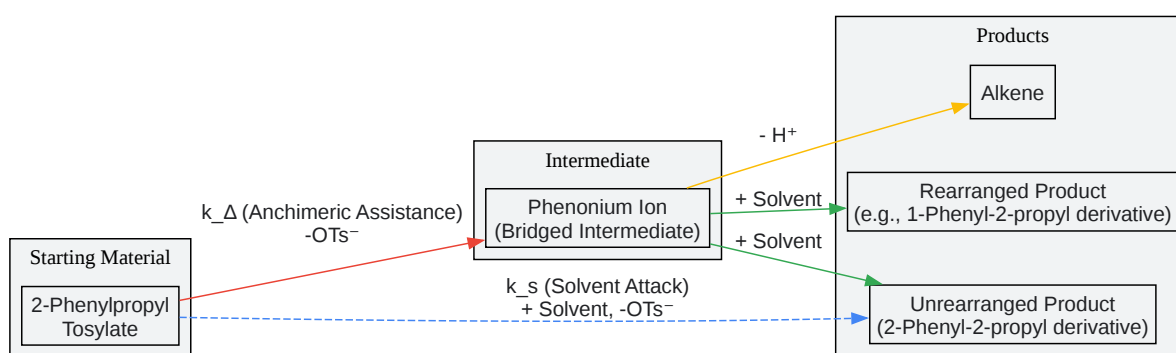 Products
Alkene
- H⁺
Intermediate
Phenonium Ion
(Bridged Intermediate)
+ Solvent
Rearranged Product
(e.g., 1-Phenyl-2-propyl derivative)
k_Δ (Anchimeric Assistance)
-OTs⁻
+ Solvent
Starting Material
2-Phenylpropyl
Tosylate
k_s (Solvent Attack)
+ Solvent, -OTs⁻
Unrearranged Product
(2-Phenyl-2-propyl derivative)